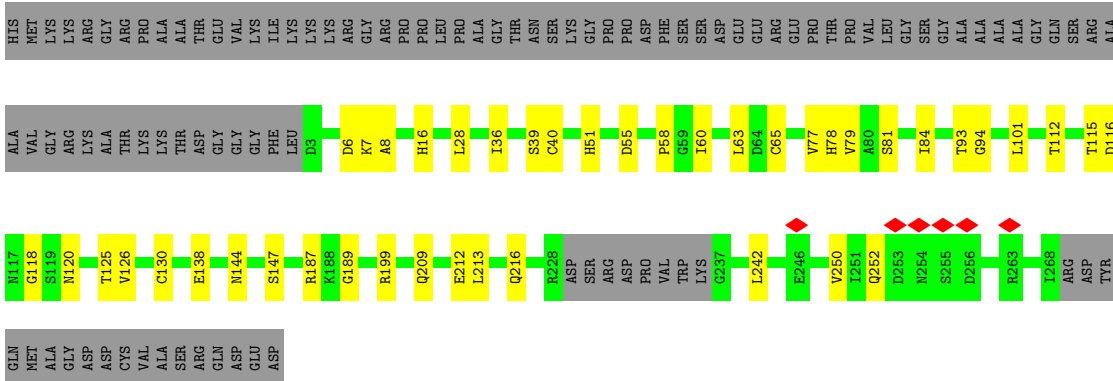 HIS MET LYS LYS ARG GLY ARG PRO ALA ALA THR GLU VAL LYS ILE LYS LYS LYS ARG GLY ARG PRO PRO LEU PRO ALA GLY THR ASN SER LYS GLY PRO PRO ASP PHE SER SER ASP GLU GLU ARG GLU PRO THR PRO VAL LEU GLY SER GLY ALA ALA ALA ALA GLY GLN SER ARG ALA
ALA VAL GLY ARG LYS ALA THR LYS LYS THR ASP GLY GLY GLY PHE LEU D3 D6 K7 A8 H16 L28 I36 S39 C40 H51 D55 P58 G59 I60 L63 D64 C65 V77 H78 V79 A80 S81 I84 T93 G94 L101 T112 T115 D116
N117 G118 S119 N120 T125 V126 C130 E138 N144 S147 R187 K188 G189 R199 Q209 E212 L213 Q216 R228 ASP SER ARG ASP PRO VAL TRP LYS G237 L242 E246 V250 I251 Q252 D253 N254 S255 D256 R263 I268 ARG ASP TYR
GLN MET ALA GLY ASP ASP CYS VAL ALA SER ARG GLN ASP GLU ASP